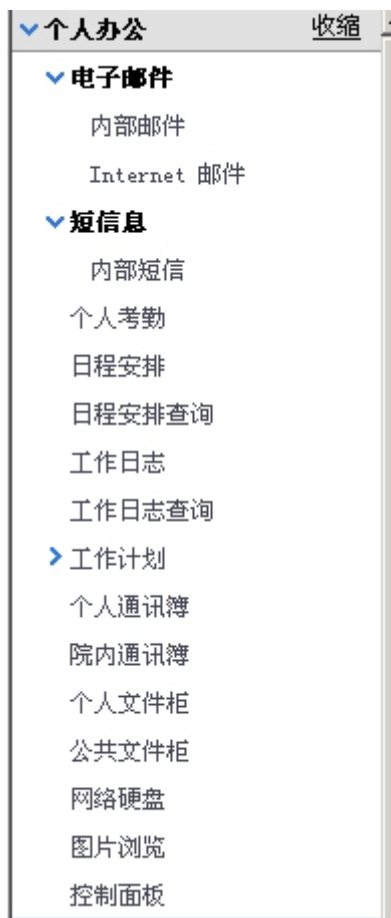 个人办公 收缩
电子邮件
内部邮件
Internet 邮件
短信息
内部短信
个人考勤
日程安排
日程安排查询
工作日志
工作日志查询
工作计划
个人通讯簿
院内通讯簿
个人文件柜
公共文件柜
网络硬盘
图片浏览
控制面板